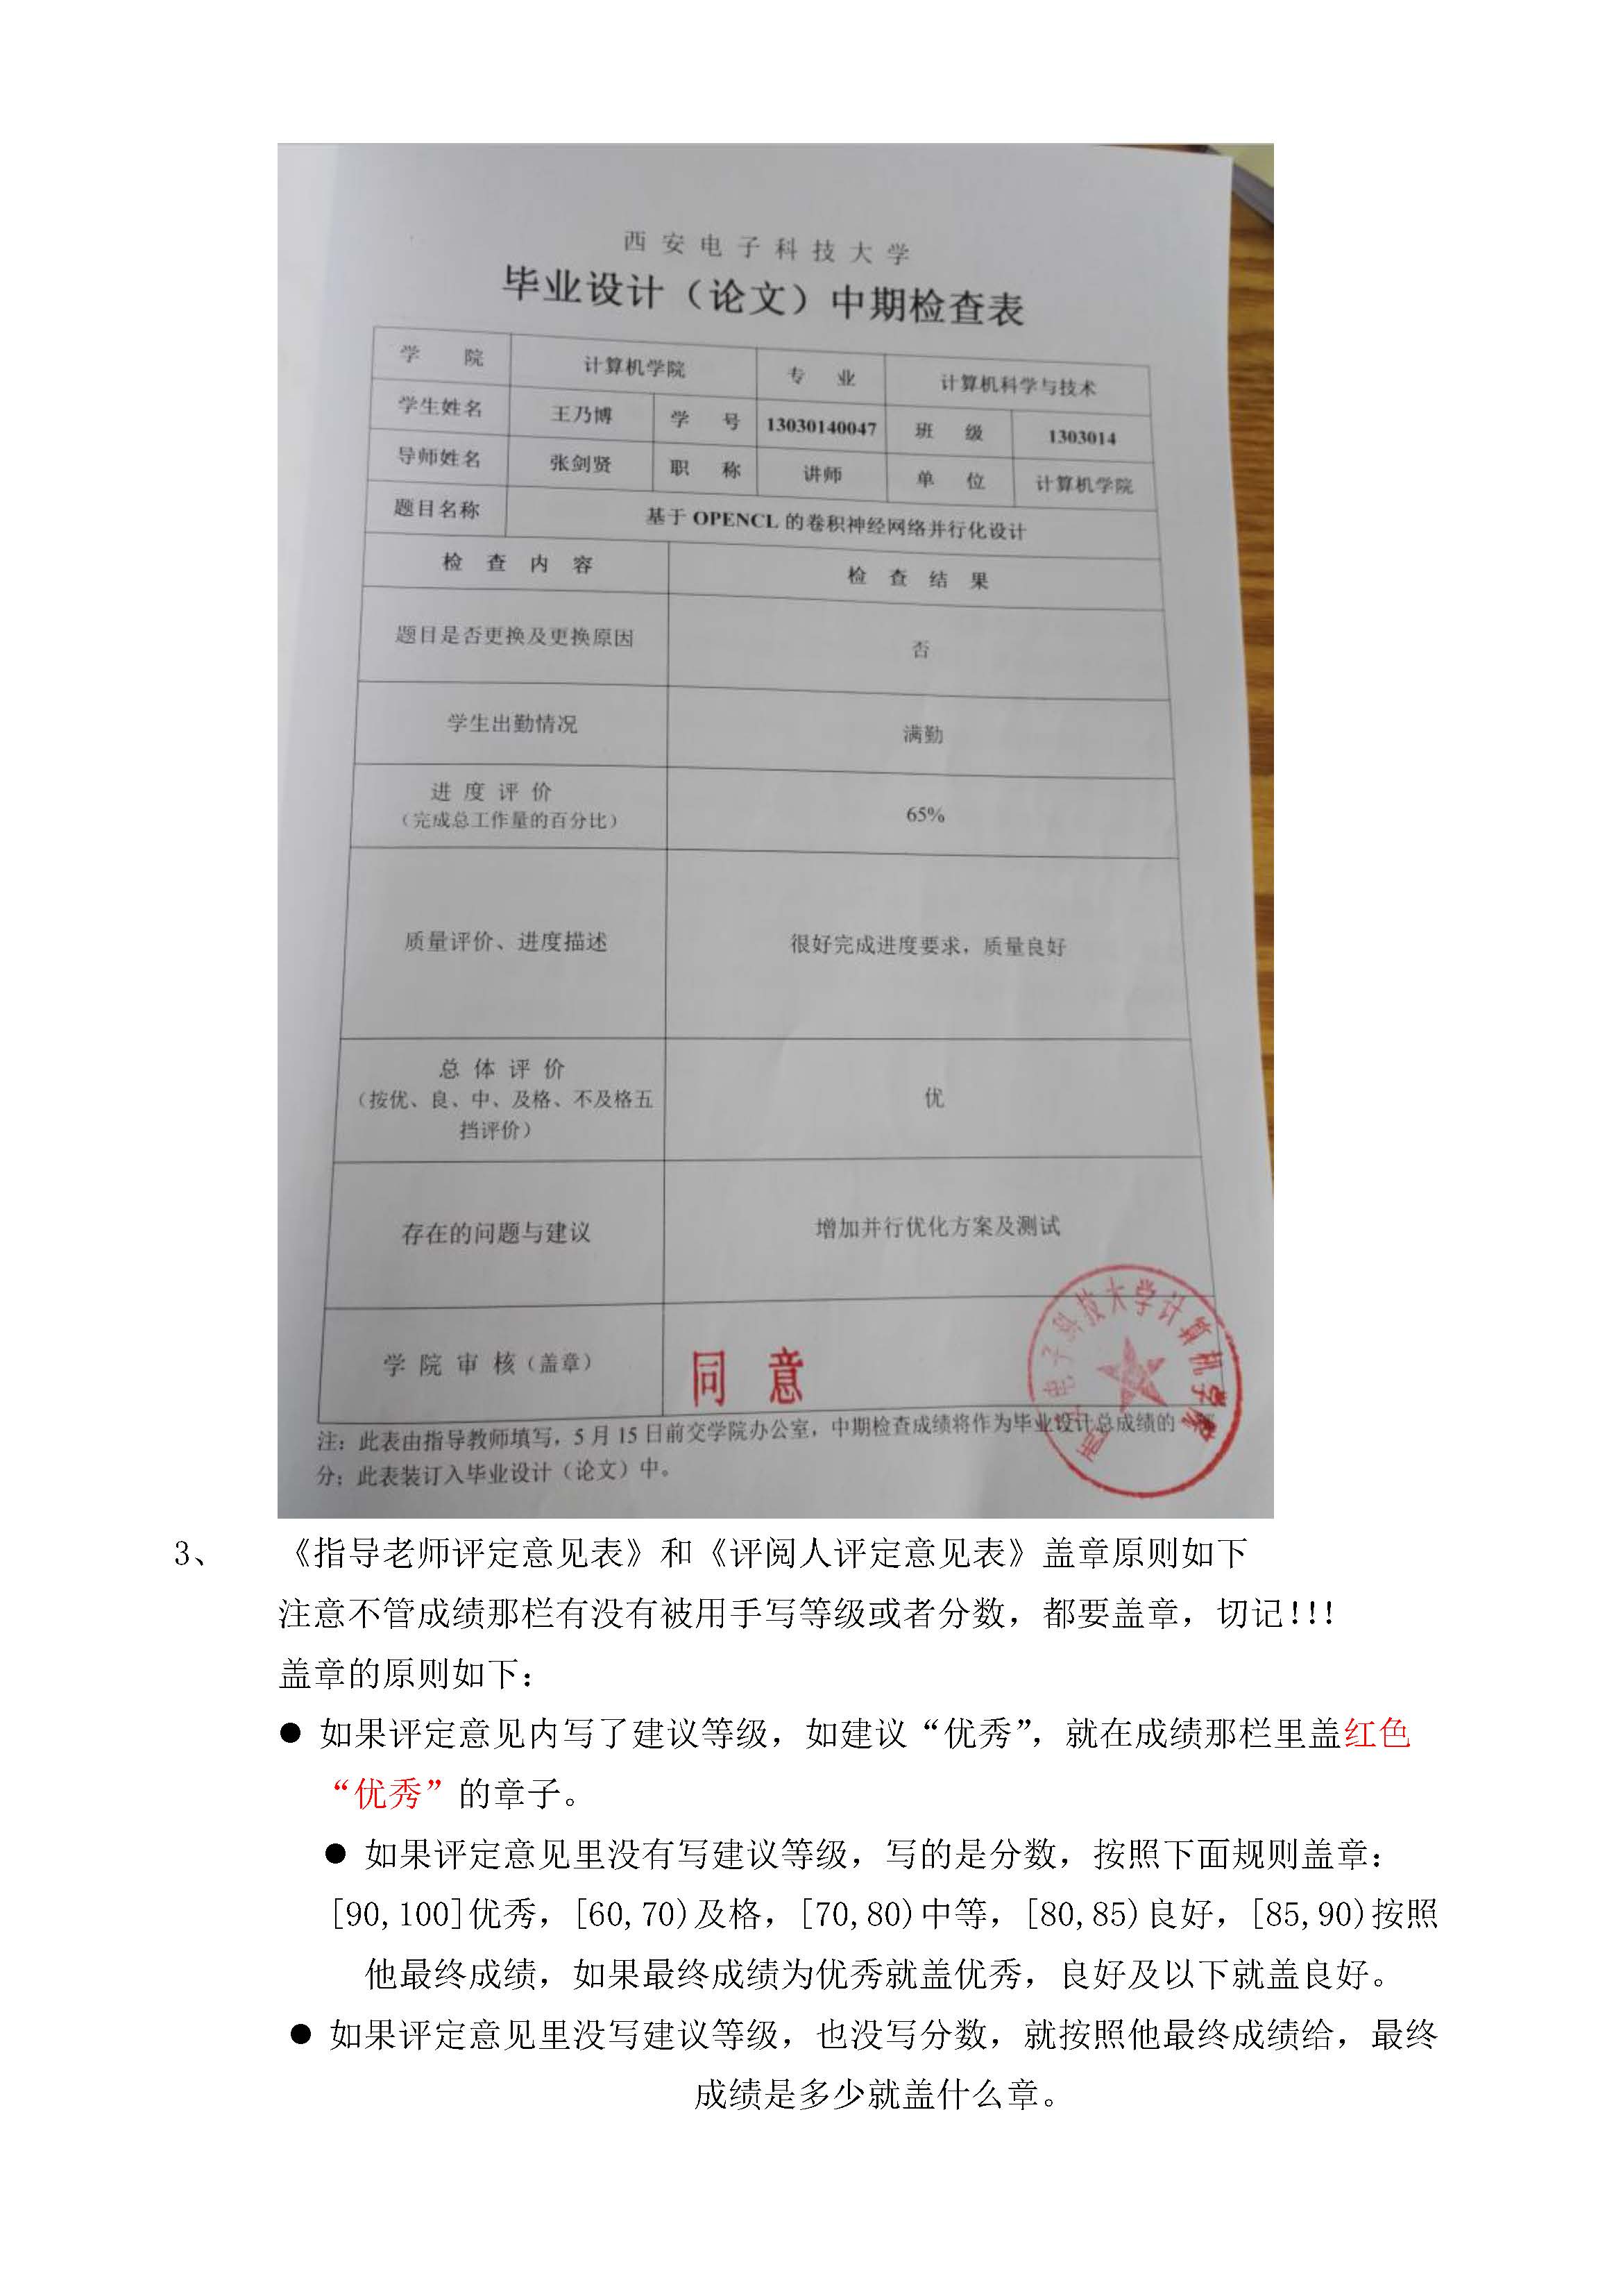 西安电子科技大学
毕业设计（论文）中期检查表
学 院 计算机学院 专 业 计算机科学与技术
学生姓名 王乃博 学 号 13030140047 班 级 1303014
导师姓名 张剑贤 职 称 讲师 单 位 计算机学院
题目名称 基于 OPENCL 的卷积神经网络并行化设计
检 查 内 容 检 查 结 果
题目是否更换及更换原因 否
学生出勤情况 满勤
进 度 评 价
（完成总工作量的百分比） 65%
质量评价、进度描述 很好完成进度要求，质量良好
总 体 评 价
（按优、良、中、及格、不及格五
挡评价） 优
存在的问题与建议 增加并行优化方案及测试
学 院 审 核（盖章） 同 意
西安电子科技大学计算机学院
注：此表由指导教师填写，5 月 15 日前交学院办公室，中期检查成绩将作为毕业设计总成绩的一部
分；此表装订入毕业设计（论文）中。
3、 《指导老师评定意见表》和《评阅人评定意见表》盖章原则如下
注意不管成绩那栏有没有被用手写等级或者分数，都要盖章，切记!!!
盖章的原则如下：
● 如果评定意见内写了建议等级，如建议“优秀”，就在成绩那栏里盖红色
“优秀”的章子。
● 如果评定意见里没有写建议等级，写的是分数，按照下面规则盖章：
[90,100]优秀，[60,70)及格，[70,80)中等，[80,85)良好，[85,90)按照
他最终成绩，如果最终成绩为优秀就盖优秀，良好及以下就盖良好。
● 如果评定意见里没写建议等级，也没写分数，就按照他最终成绩给，最终
成绩是多少就盖什么章。